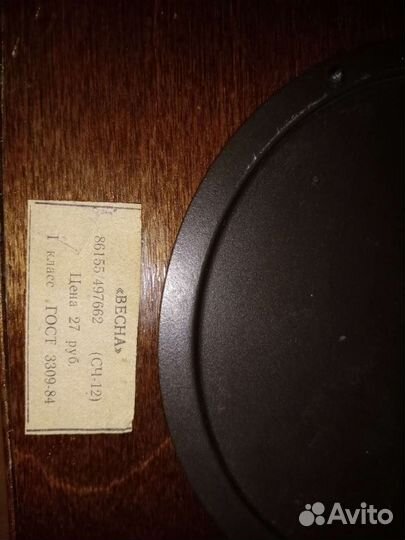 «ВЕСНА»
86155 497662 (СЧ-12)
Цена 27 руб.
I класс ГОСТ 3309-84
Avito